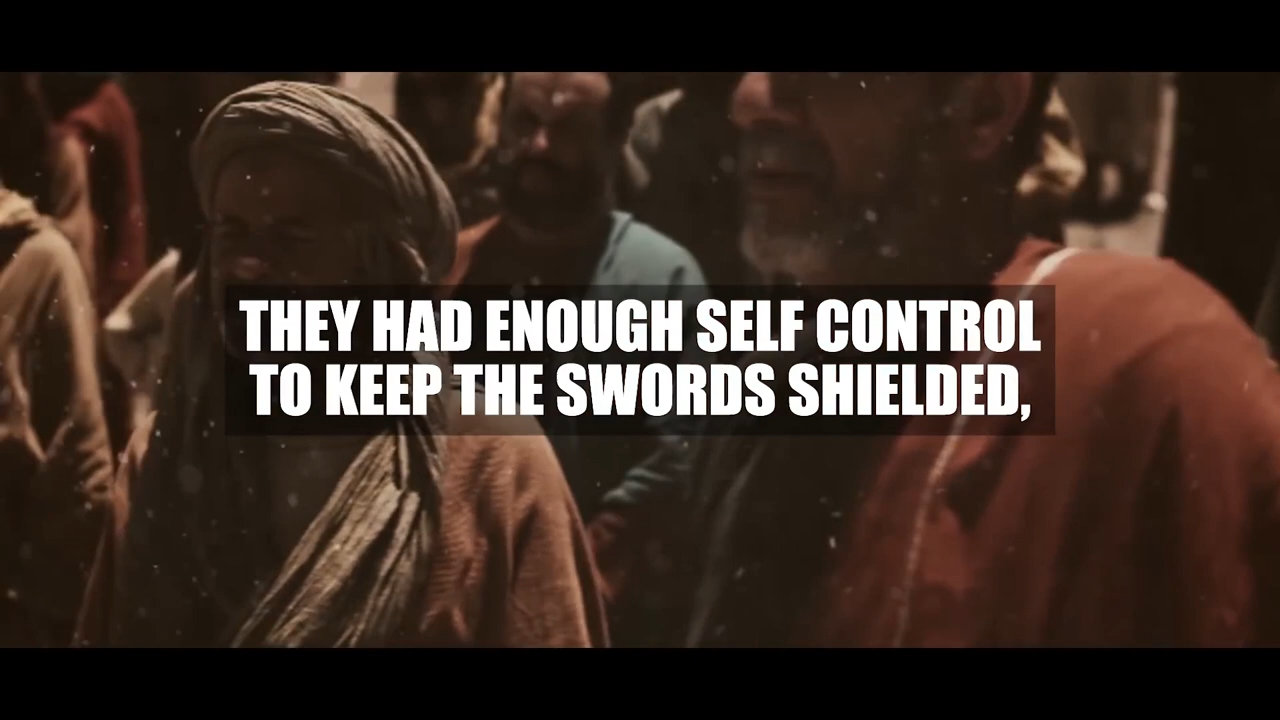 THEY HAD ENOUGH SELF CONTROL
TO KEEP THE SWORDS SHIELDED,